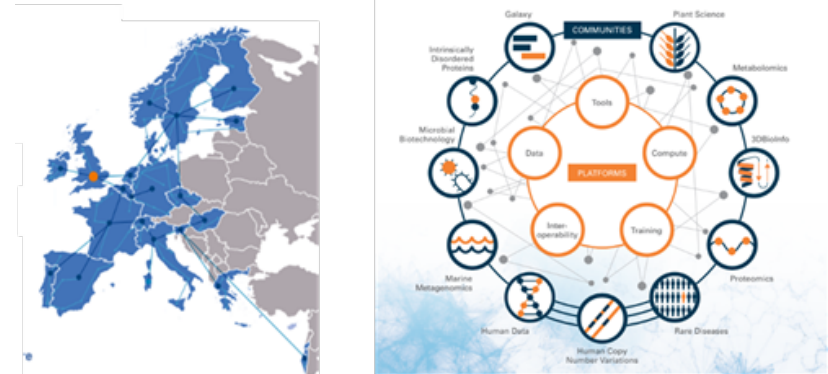 COMMUNITIES
Galaxy
Plant Science
Intrinsically
Disordered
Proteins
Metabolomics
Tools
Microbial
Biotechnology
Data
Compute
3DBioInfo
PLATFORMS
Inter-
operability
Training
Marine
Metagenomics
Proteomics
Human Data
Rare Diseases
Human Copy
Number Variations
e